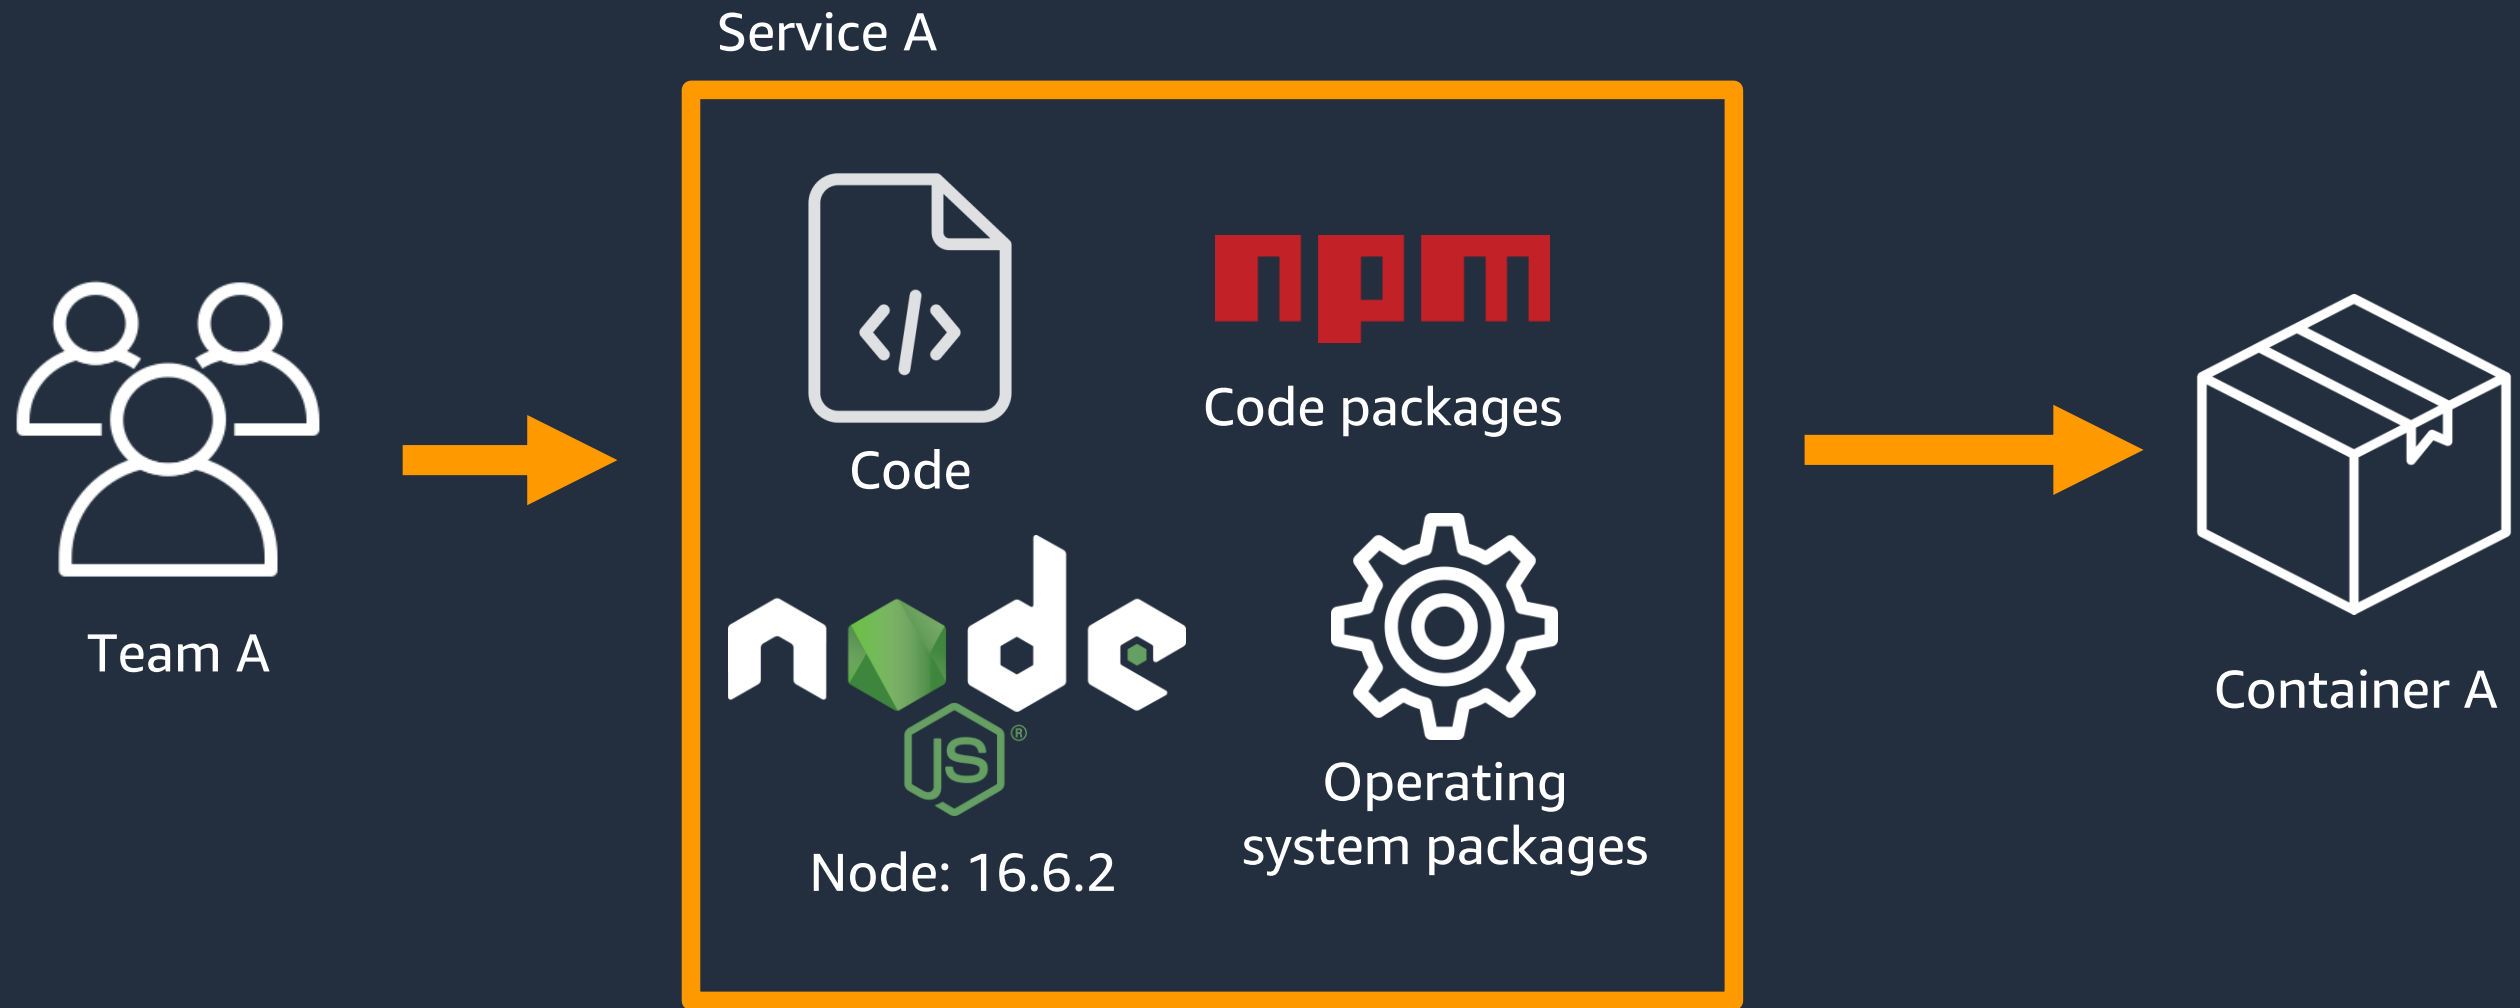 Service A
npm
Code packages
Code
node
JS®
Node: 16.6.2
Operating
system packages
Team A
Container A